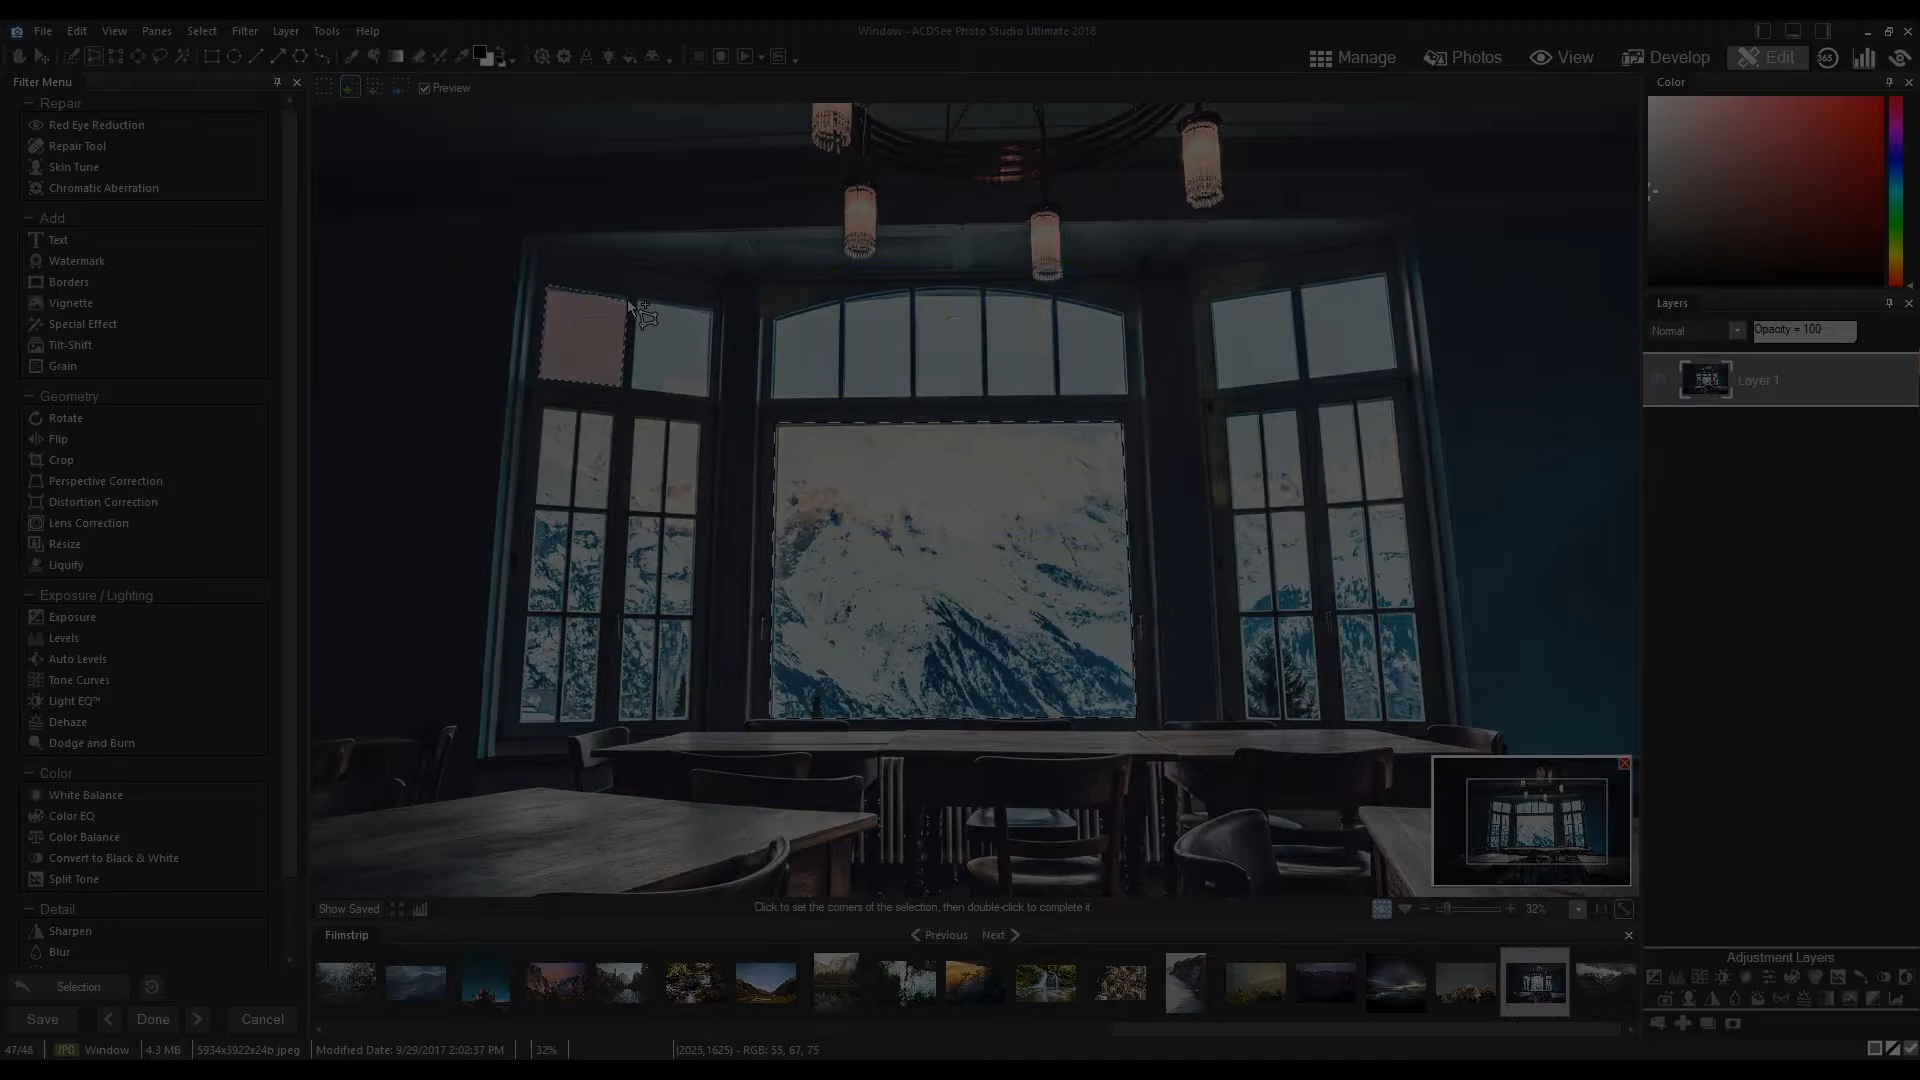 File Edit View Panes Select Filter Layer Tools Help
Window - ACDSee Photo Studio Ultimate 2018
Manage Photos View Develop Edit 365
Filter Menu
Preview
Color
Repair
Red Eye Reduction
Repair Tool
Skin Tune
Chromatic Aberration
Add
Text
Watermark
Borders
Vignette
Special Effect
Tilt-Shift
Grain
Geometry
Rotate
Flip
Crop
Perspective Correction
Distortion Correction
Lens Correction
Resize
Liquify
Exposure / Lighting
Exposure
Levels
Auto Levels
Tone Curves
Light EQ™
Dehaze
Dodge and Burn
Color
White Balance
Color EQ
Color Balance
Convert to Black & White
Split Tone
Detail
Sharpen
Blur
Selection
Save Done Cancel
Layers
Normal Opacity = 100
Layer 1
Show Saved
Click to set the corners of the selection, then double-click to complete it.
32% 1:1
Filmstrip
Previous Next
Adjustment Layers
47/48 JPG Window 4.3 MB 5934x3922x24b jpeg Modified Date: 9/29/2017 2:02:37 PM 32% (2025,1625) - RGB: 55, 67, 75